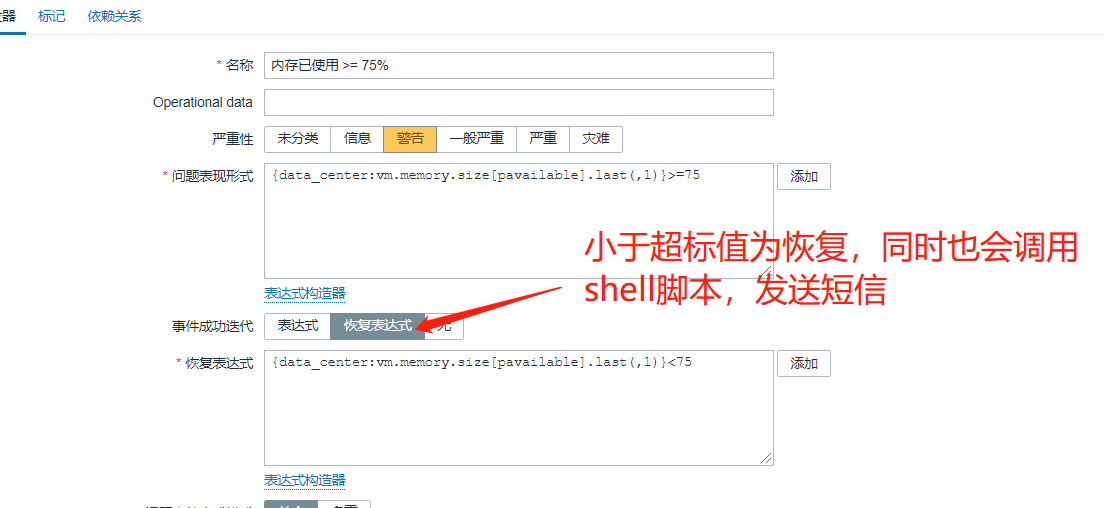 器 标记 依赖关系
* 名称 内存已使用 >= 75%
Operational data
严重性 未分类 信息 警告 一般严重 严重 灾难
* 问题表现形式 {data_center:vm.memory.size[pavailable].last(,1)}>=75 添加
小于超标值为恢复，同时也会调用
shell脚本，发送短信
表达式构造器
事件成功迭代 表达式 恢复表达式 无
* 恢复表达式 {data_center:vm.memory.size[pavailable].last(,1)}<75 添加
表达式构造器